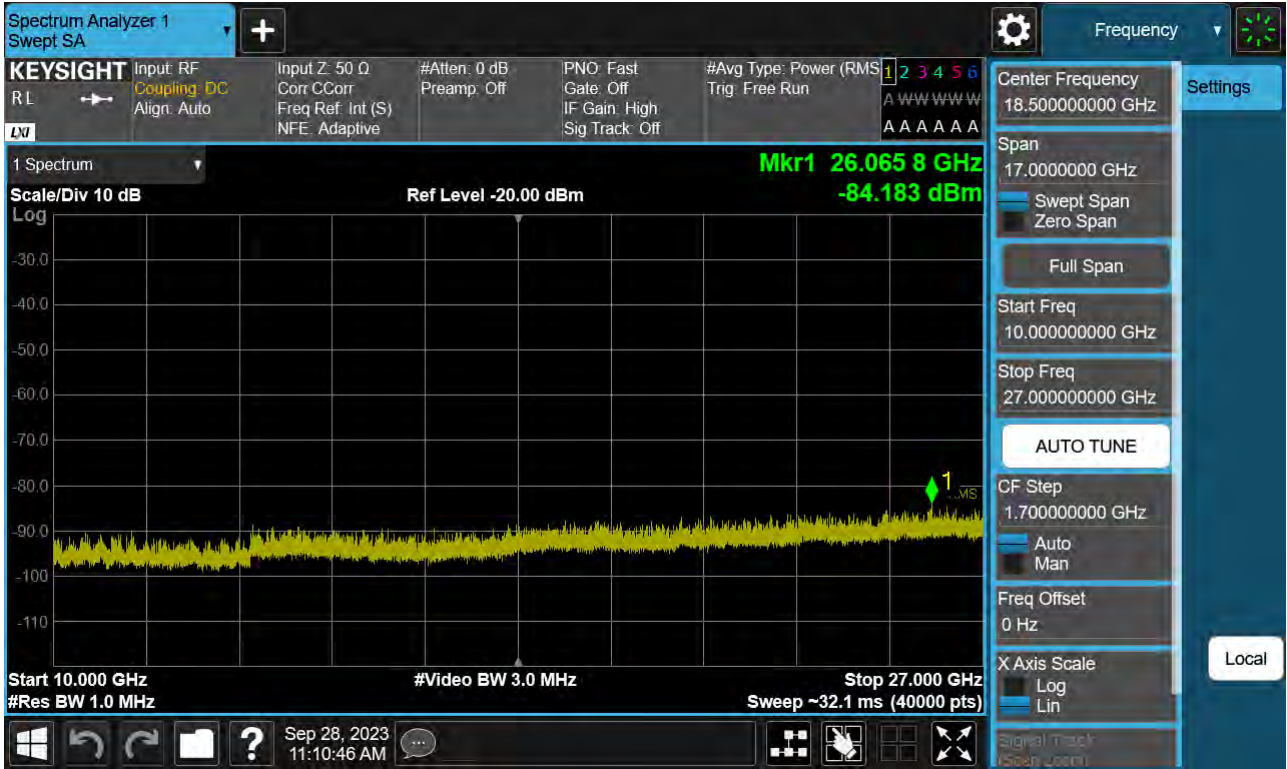 Spectrum Analyzer 1
Swept SA
+
Frequency
KEYSIGHT
R L
LXI
Input: RF
Coupling: DC
Align: Auto
Input Z: 50 Ω
Corr CCorr
Freq Ref: Int (S)
NFE: Adaptive
#Atten: 0 dB
Preamp: Off
PNO: Fast
Gate: Off
IF Gain: High
Sig Track: Off
#Avg Type: Power (RMS
Trig: Free Run
1 2 3 4 5 6
A W W W W W
A A A A A A
1 Spectrum
Scale/Div 10 dB
Log
Ref Level -20.00 dBm
Mkr1 26.065 8 GHz
-84.183 dBm
-30.0
-40.0
-50.0
-60.0
-70.0
-80.0
-90.0
-100
-110
1
Start 10.000 GHz
#Res BW 1.0 MHz
#Video BW 3.0 MHz
Stop 27.000 GHz
Sweep ~32.1 ms (40000 pts)
Center Frequency
18.500000000 GHz
Span
17.0000000 GHz
Swept Span
Zero Span
Full Span
Start Freq
10.000000000 GHz
Stop Freq
27.000000000 GHz
AUTO TUNE
CF Step
1.700000000 GHz
Auto
Man
Freq Offset
0 Hz
X Axis Scale
Log
Lin
Signal Track
(Span Zoom)
Settings
Local
?
Sep 28, 2023
11:10:46 AM